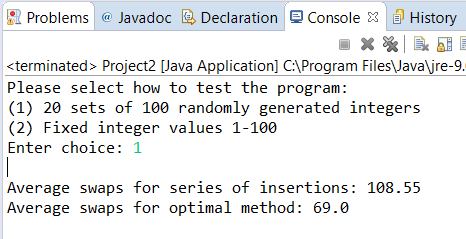 Problems @ Javadoc Declaration Console History
<terminated> Project2 [Java Application] C:\Program Files\Java\jre-9.
Please select how to test the program:
(1) 20 sets of 100 randomly generated integers
(2) Fixed integer values 1-100
Enter choice: 1
Average swaps for series of insertions: 108.55
Average swaps for optimal method: 69.0